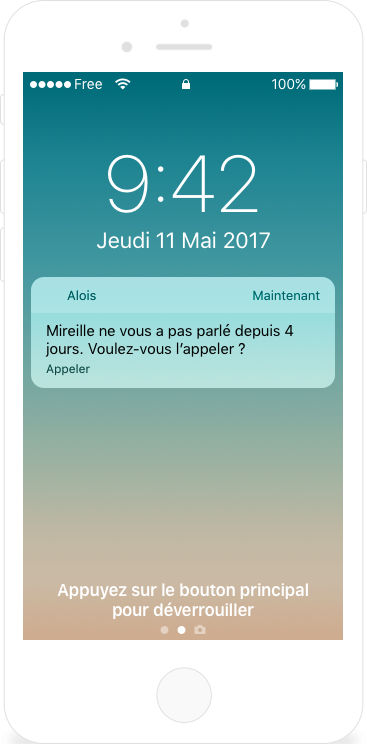 Free 100%
9:42
Jeudi 11 Mai 2017
Alois Maintenant
Mireille ne vous a pas parlé depuis 4
jours. Voulez-vous l’appeler ?
Appeler
Appuyez sur le bouton principal
pour déverrouiller